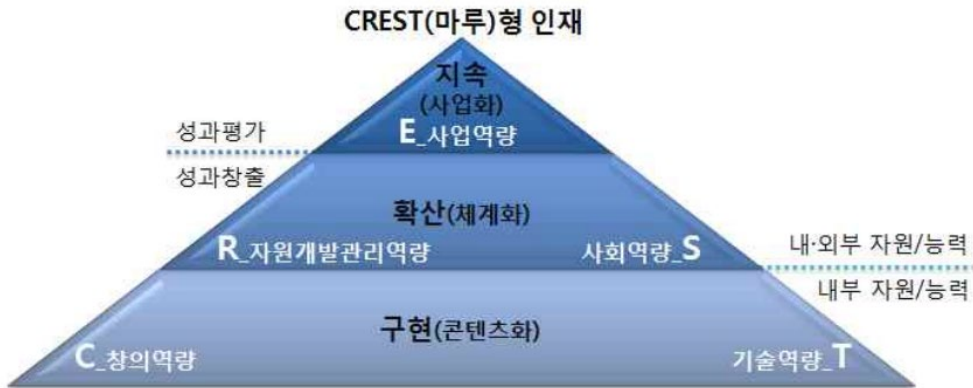 CREST(마루)형 인재
지속
(사업화)
E_사업역량
성과평가
성과창출
확산(체계화)
R_자원개발관리역량
사회역량_S
내·외부 자원/능력
내부 자원/능력
구현(콘텐츠화)
C_창의역량
기술역량_T